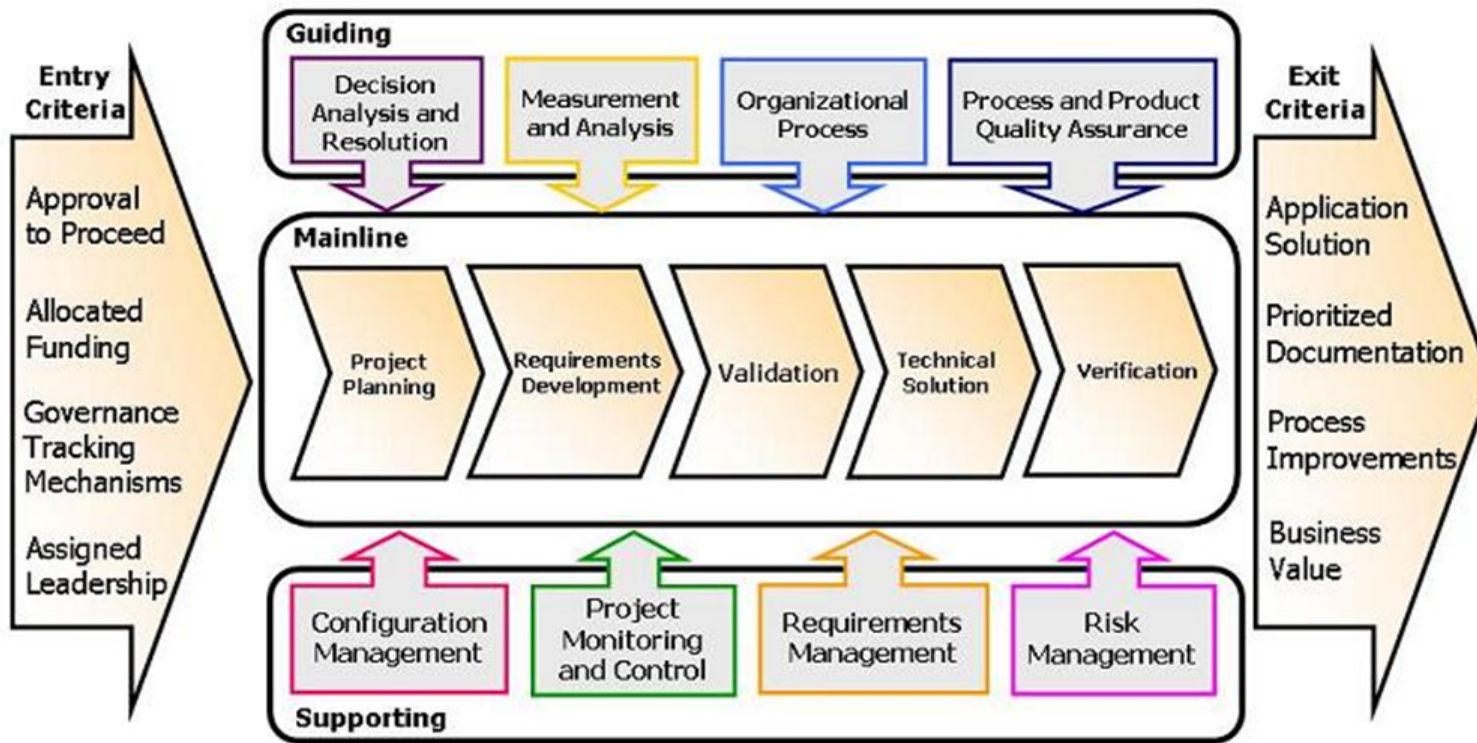 Entry
Criteria
Approval
to Proceed
Allocated
Funding
Governance
Tracking
Mechanisms
Assigned
Leadership
Guiding
Decision
Analysis and
Resolution
Measurement
and Analysis
Organizational
Process
Process and Product
Quality Assurance
Mainline
Project
Planning
Requirements
Development
Validation
Technical
Solution
Verification
Configuration
Management
Project
Monitoring
and Control
Requirements
Management
Risk
Management
Supporting
Exit
Criteria
Application
Solution
Prioritized
Documentation
Process
Improvements
Business
Value